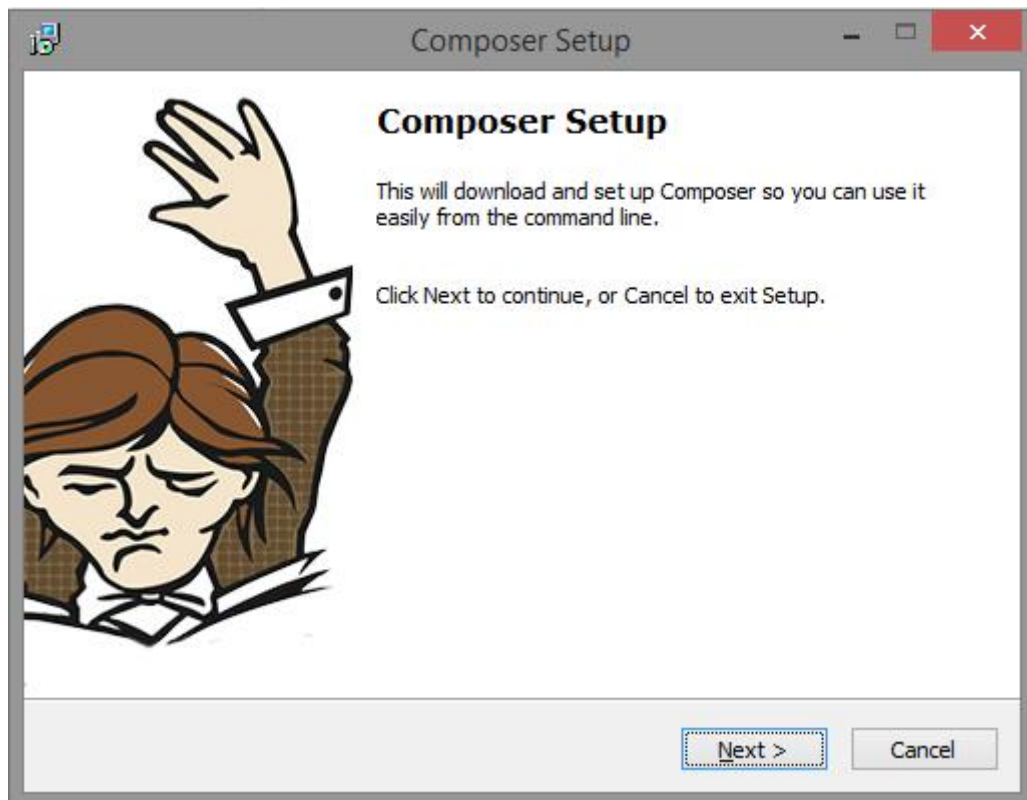 Composer Setup
Composer Setup
This will download and set up Composer so you can use it
easily from the command line.
Click Next to continue, or Cancel to exit Setup.
Next >
Cancel